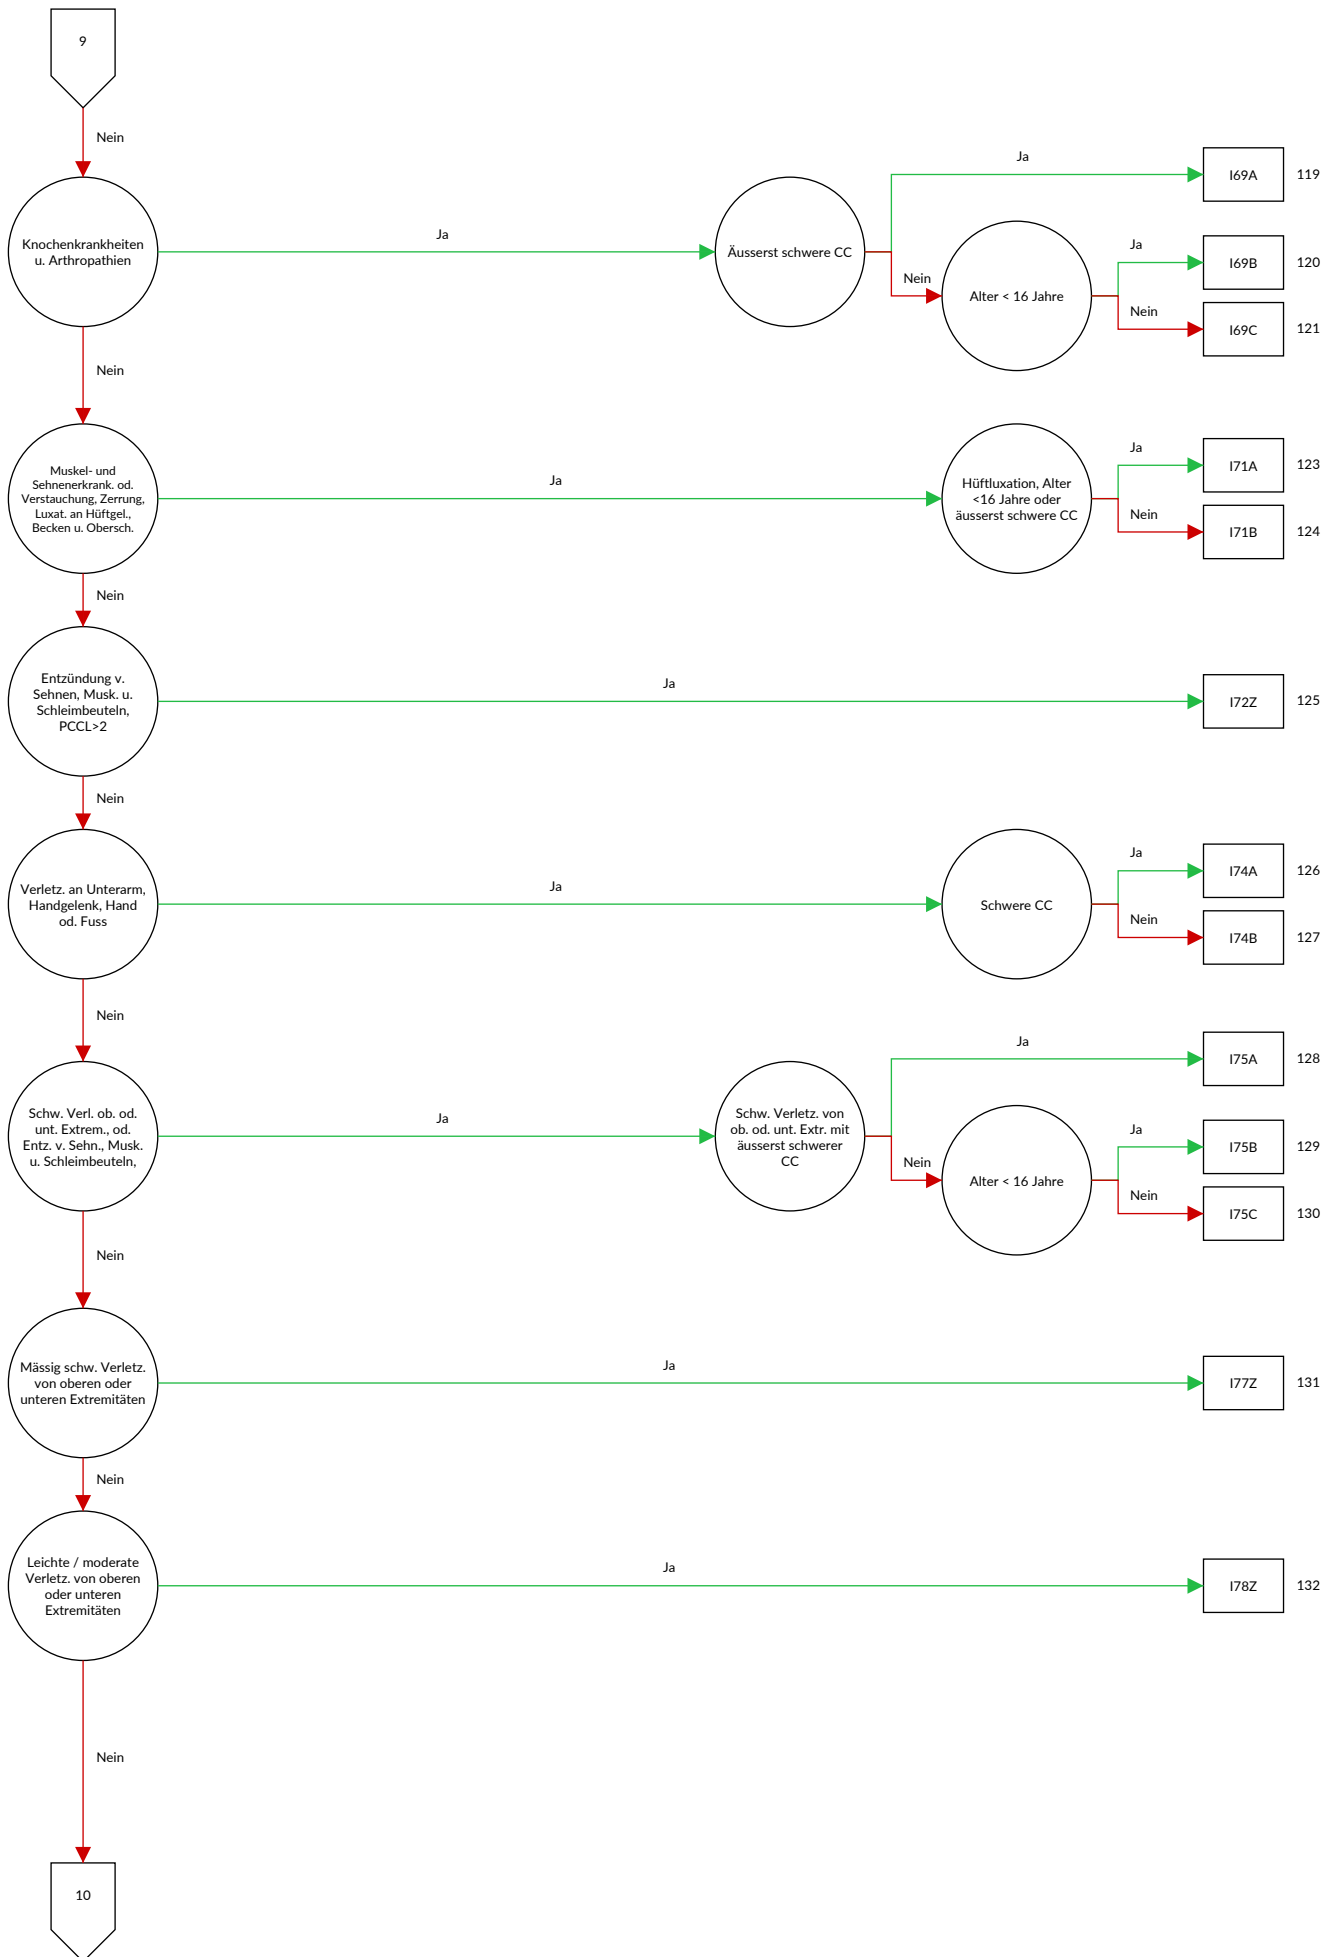 9
Nein
Knochenkrankheiten
u. Arthropathien
Ja
Äusserst schwere CC
Ja
I69A
119
Nein
Alter < 16 Jahre
Ja
I69B
120
Nein
I69C
121
Nein
Muskel- und
Sehnenerkrank. od.
Verstauchung, Zerrung,
Luxat. an Hüftgel.,
Becken u. Obersch.
Ja
Hüftluxation, Alter
<16 Jahre oder
äusserst schwere CC
Ja
I71A
123
Nein
I71B
124
Nein
Entzündung v.
Sehnen, Musk. u.
Schleimbeuteln,
PCCL>2
Ja
I72Z
125
Nein
Verletz. an Unterarm,
Handgelenk, Hand
od. Fuss
Ja
Schwere CC
Ja
I74A
126
Nein
I74B
127
Nein
Schw. Verl. ob. od.
unt. Extrem., od.
Entz. v. Sehn., Musk.
u. Schleimbeuteln,
Ja
Schw. Verletz. von
ob. od. unt. Extr. mit
äusserst schwerer
CC
Ja
I75A
128
Nein
Alter < 16 Jahre
Ja
I75B
129
Nein
I75C
130
Nein
Mässig schw. Verletz.
von oberen oder
unteren Extremitäten
Ja
I77Z
131
Nein
Leichte / moderate
Verletz. von oberen
oder unteren
Extremitäten
Ja
I78Z
132
Nein
10